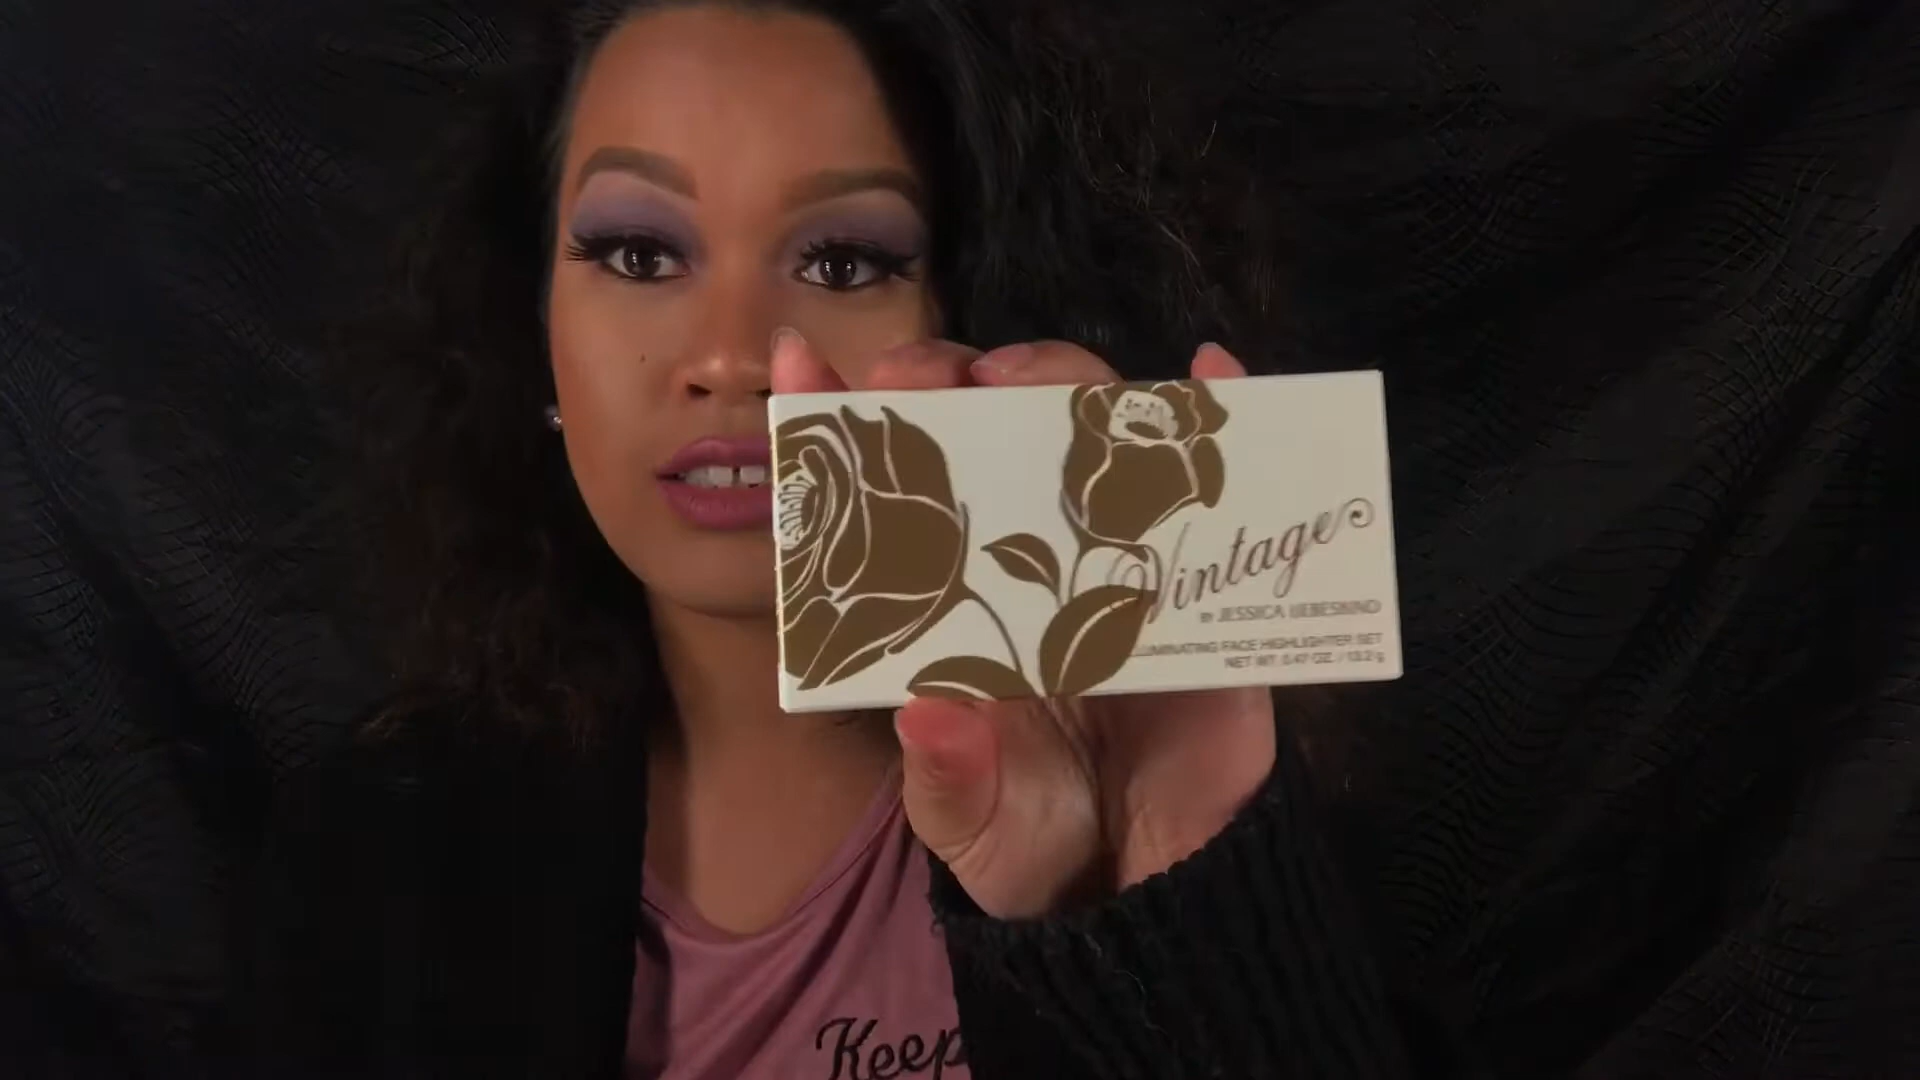 Vintage
BY JESSICA LIEBESKIND
ILLUMINATING FACE HIGHLIGHTER SET
NET WT. 0.47 OZ. / 13.2 g
Keep